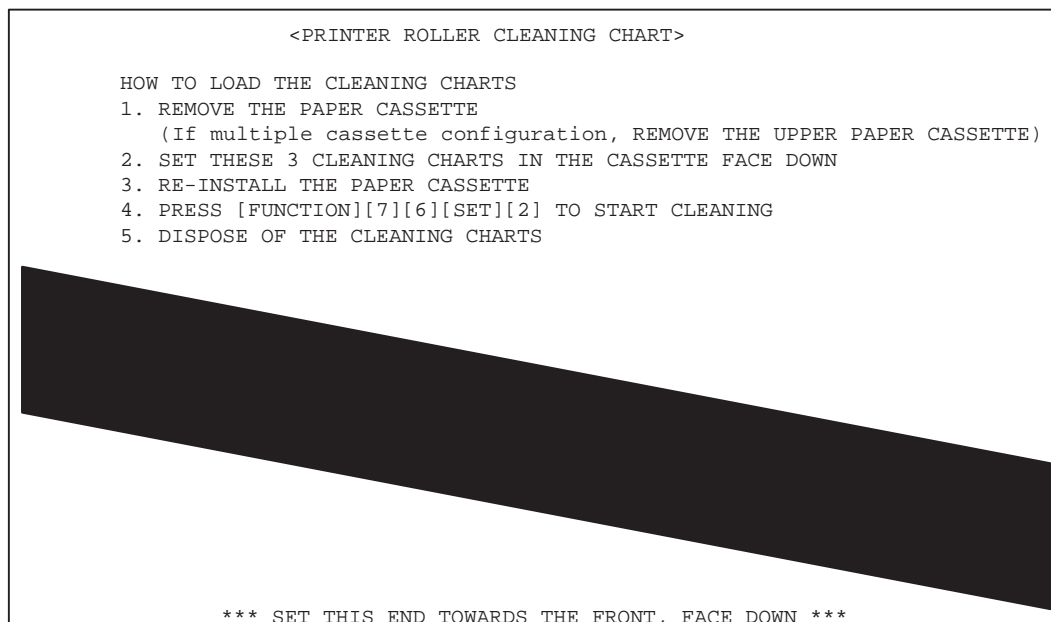 <PRINTER ROLLER CLEANING CHART>
HOW TO LOAD THE CLEANING CHARTS
1. REMOVE THE PAPER CASSETTE
(If multiple cassette configuration, REMOVE THE UPPER PAPER CASSETTE)
2. SET THESE 3 CLEANING CHARTS IN THE CASSETTE FACE DOWN
3. RE-INSTALL THE PAPER CASSETTE
4. PRESS [FUNCTION][7][6][SET][2] TO START CLEANING
5. DISPOSE OF THE CLEANING CHARTS
*** SET THIS END TOWARDS THE FRONT, FACE DOWN ***